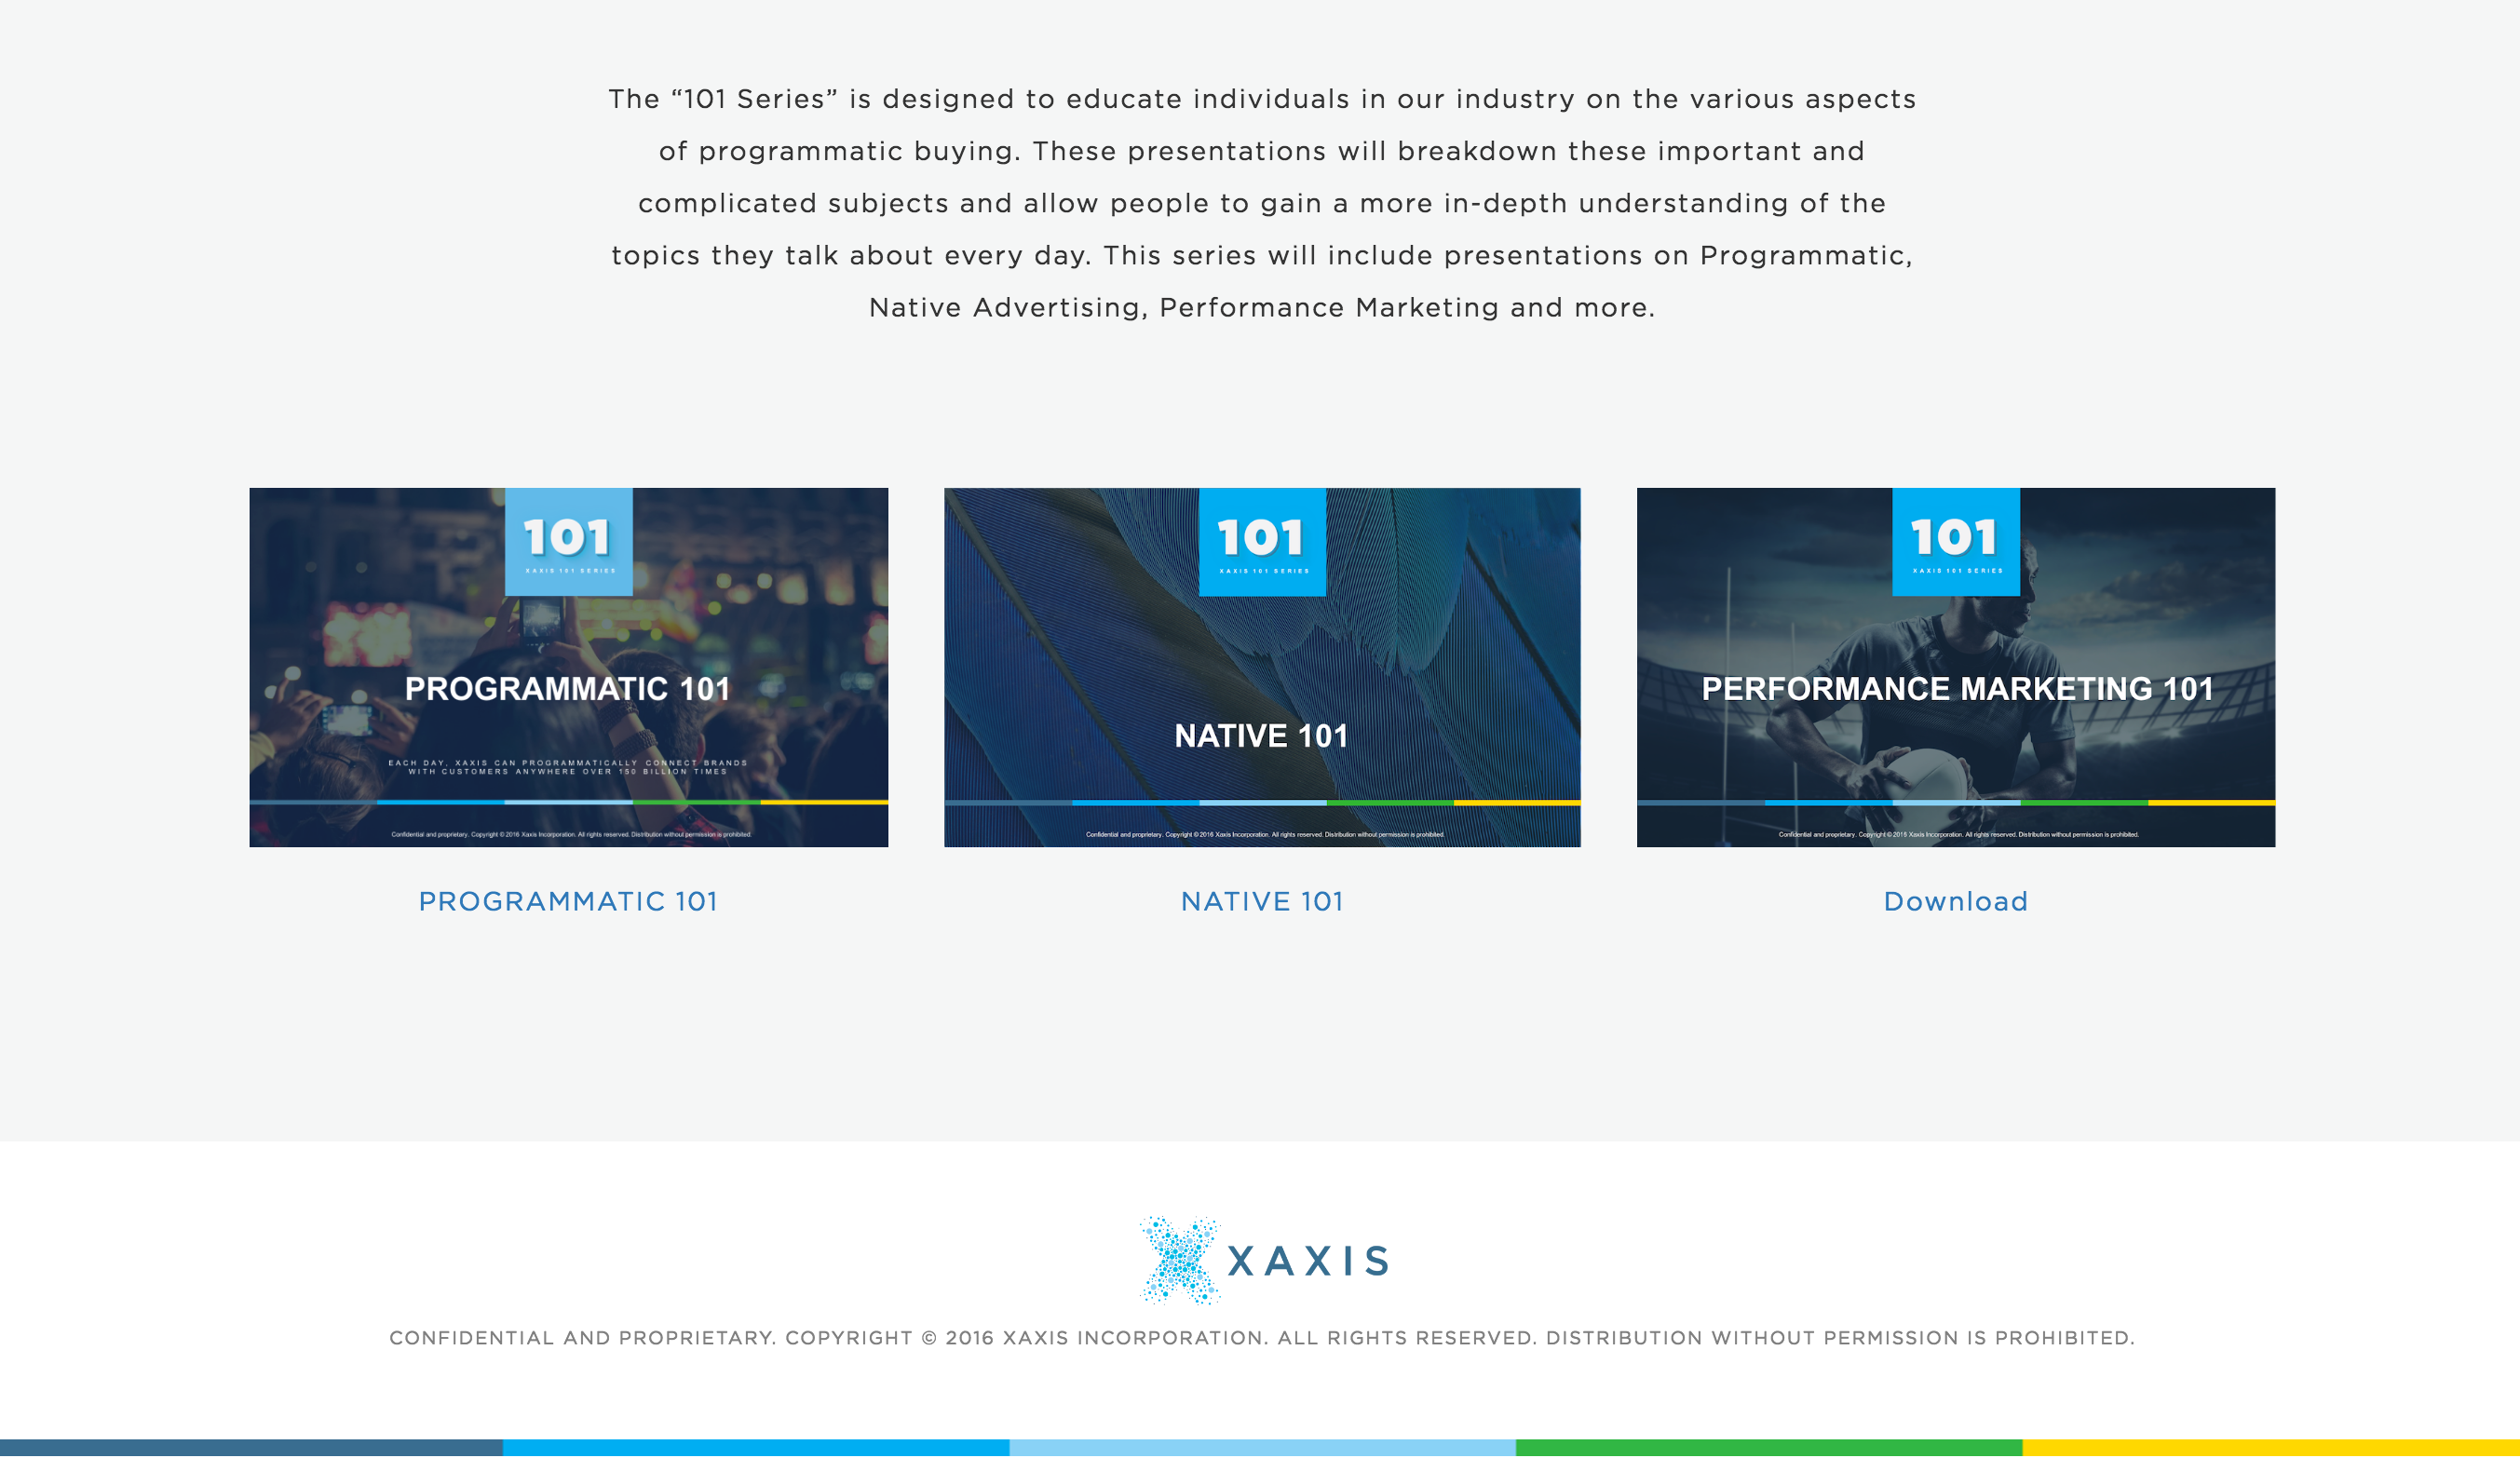 The “101 Series” is designed to educate individuals in our industry on the various aspects
of programmatic buying. These presentations will breakdown these important and
complicated subjects and allow people to gain a more in-depth understanding of the
topics they talk about every day. This series will include presentations on Programmatic,
Native Advertising, Performance Marketing and more.
101
XAXIS 101 SERIES
PROGRAMMATIC 101
EACH DAY, XAXIS CAN PROGRAMMATICALLY CONNECT BRANDS
WITH CUSTOMERS ANYWHERE OVER 150 BILLION TIMES
Confidential and proprietary. Copyright © 2016 Xaxis Incorporation. All rights reserved. Distribution without permission is prohibited.
PROGRAMMATIC 101
101
XAXIS 101 SERIES
NATIVE 101
Confidential and proprietary. Copyright © 2016 Xaxis Incorporation. All rights reserved. Distribution without permission is prohibited.
NATIVE 101
101
XAXIS 101 SERIES
PERFORMANCE MARKETING 101
Confidential and proprietary. Copyright © 2015 Xaxis Incorporation. All rights reserved. Distribution without permission is prohibited.
Download
XAXIS
CONFIDENTIAL AND PROPRIETARY. COPYRIGHT © 2016 XAXIS INCORPORATION. ALL RIGHTS RESERVED. DISTRIBUTION WITHOUT PERMISSION IS PROHIBITED.